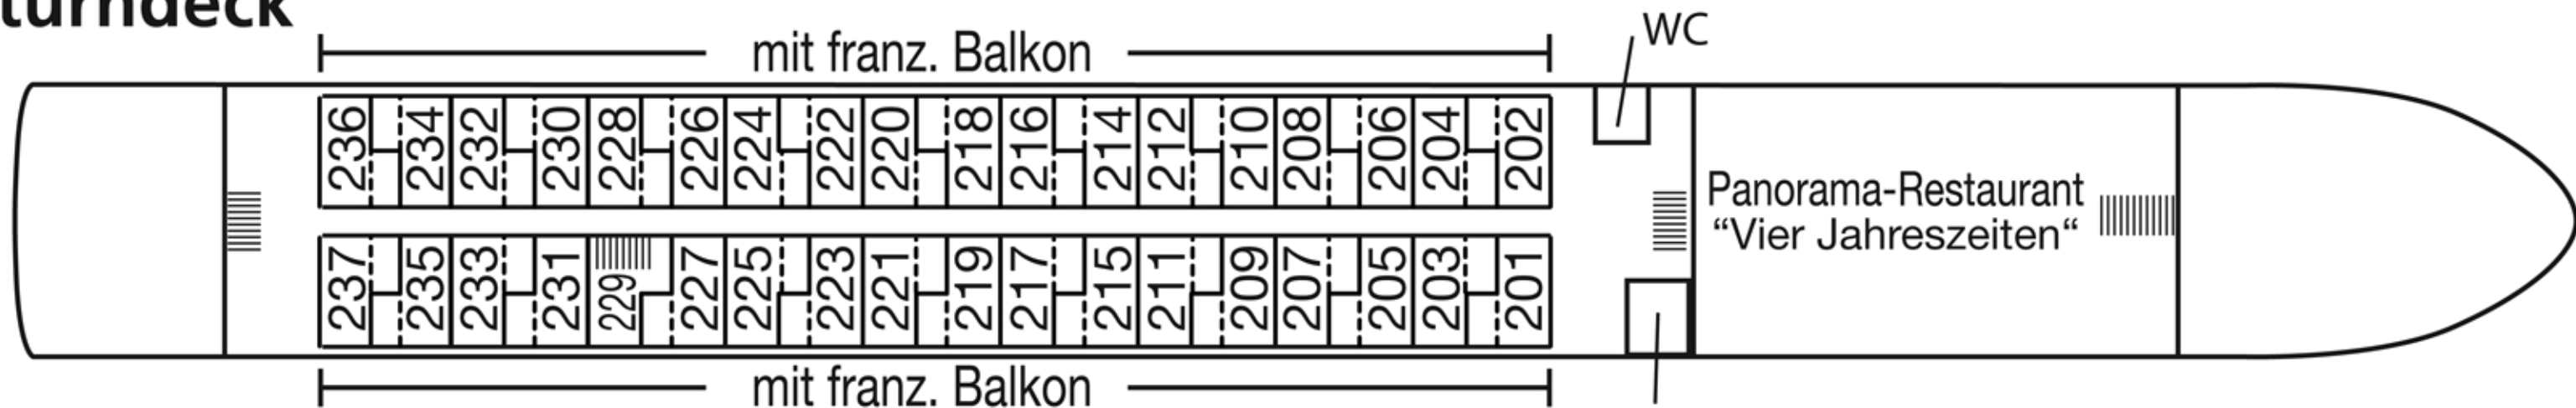 turndeck
mit franz. Balkon
WC
236 234 232 230 228 226 224 222 220 218 216 214 212 210 208 206 204 202
Panorama-Restaurant
“Vier Jahreszeiten“
237 235 233 231 229 227 225 223 221 219 217 215 211 209 207 205 203 201
mit franz. Balkon